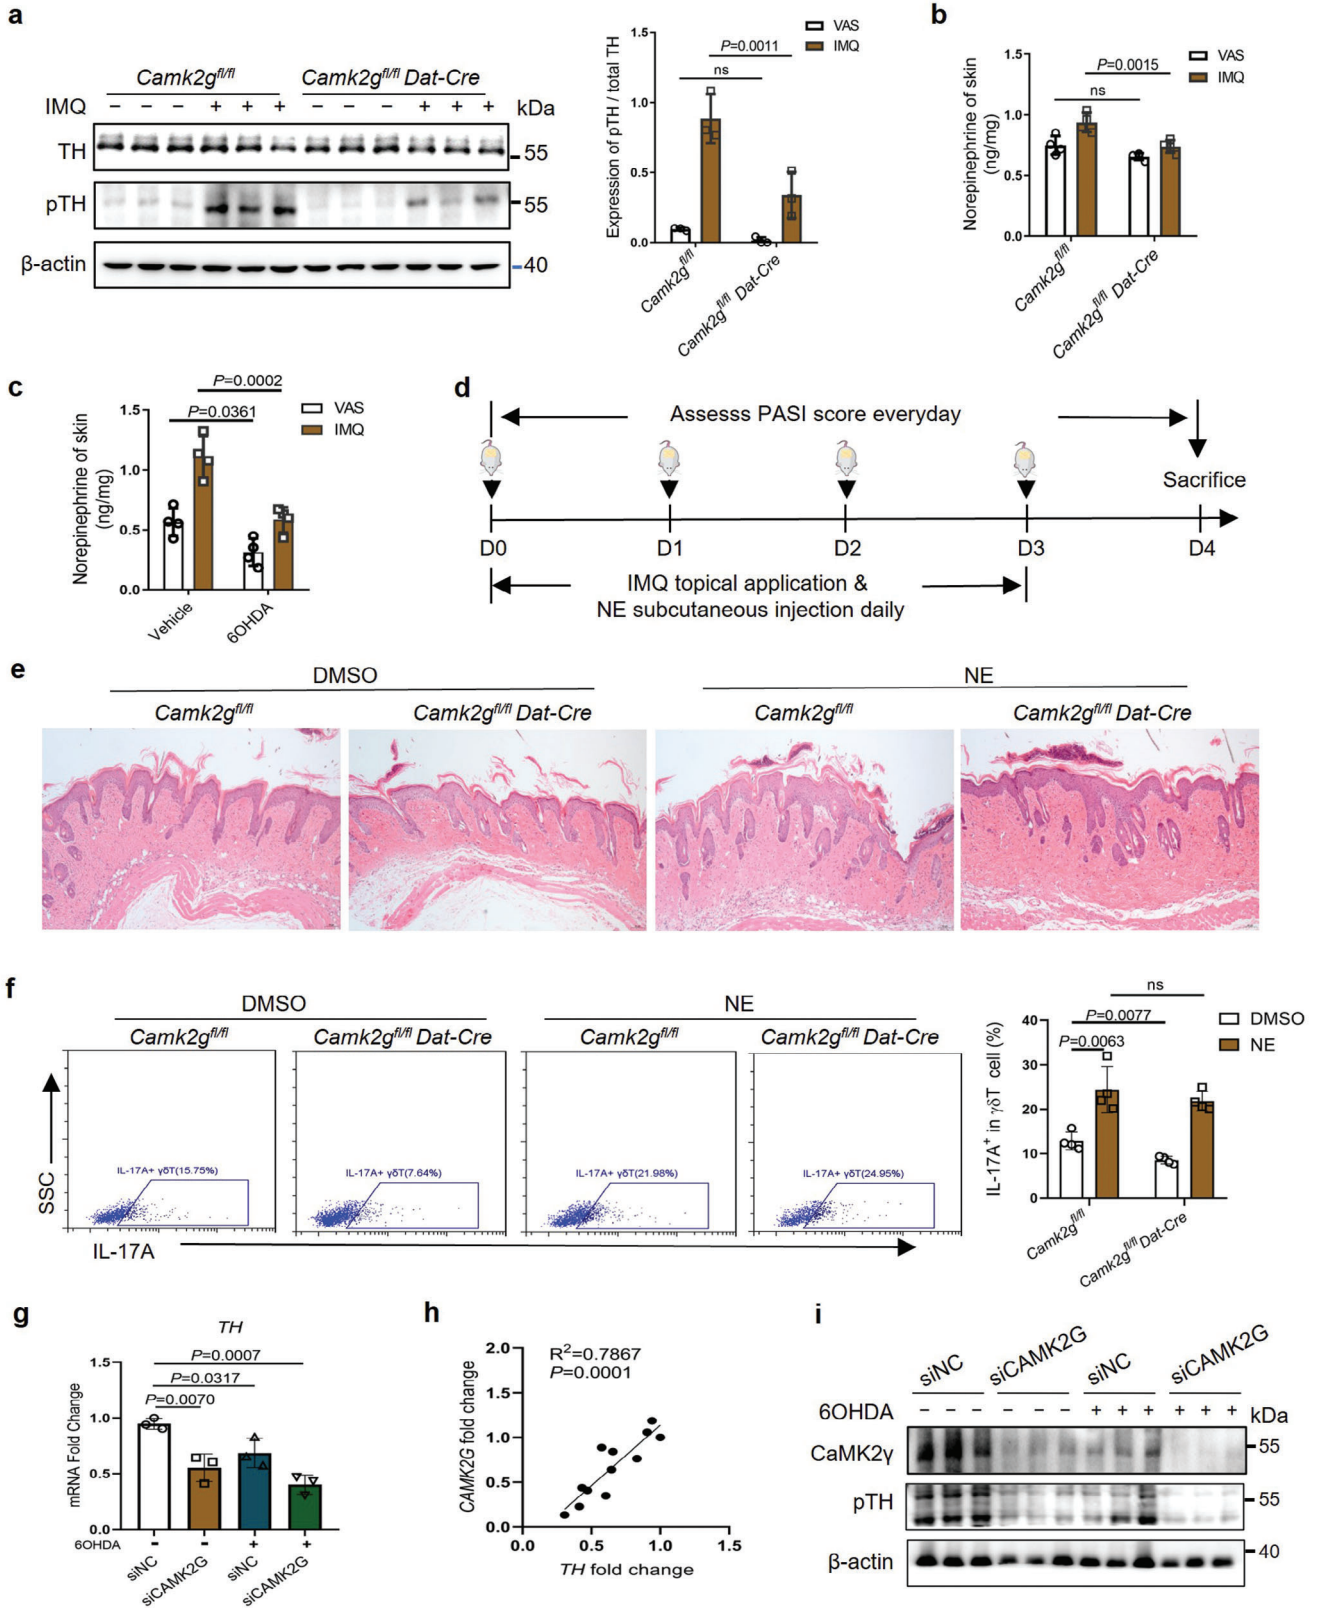 a
Camk2gfl/fl Camk2gfl/fl Dat-Cre
IMQ − − − + + + − − − + + + kDa
TH
55
pTH
55
β-actin
40
VAS
IMQ
P=0.0011
ns
Expression of pTH / total TH
1.5
1.0
0.5
0.0
Camk2gfl/fl
Camk2gfl/fl Dat-Cre
b
VAS
IMQ
P=0.0015
ns
Norepinephrine of skin
(ng/mg)
1.5
1.0
0.5
0.0
Camk2gfl/fl
Camk2gfl/fl Dat-Cre
c
P=0.0002
P=0.0361
VAS
IMQ
Norepinephrine of skin
(ng/mg)
1.5
1.0
0.5
0.0
Vehicle
6OHDA
d
Assesss PASI score everyday
Sacrifice
D0 D1 D2 D3 D4
IMQ topical application &
NE subcutaneous injection daily
e
DMSO NE
Camk2gfl/fl Camk2gfl/fl Dat-Cre Camk2gfl/fl Camk2gfl/fl Dat-Cre
f
DMSO NE
Camk2gfl/fl Camk2gfl/fl Dat-Cre Camk2gfl/fl Camk2gfl/fl Dat-Cre
SSC
IL-17A+ γδT(15.75%) IL-17A+ γδT(7.64%) IL-17A+ γδT(21.98%) IL-17A+ γδT(24.95%)
IL-17A
ns
P=0.0077
P=0.0063
DMSO
NE
IL-17A+ in γδT cell (%)
40
30
20
10
0
Camk2gfl/fl
Camk2gfl/fl Dat-Cre
g
TH
P=0.0007
P=0.0317
P=0.0070
mRNA Fold Change
1.5
1.0
0.5
0.0
6OHDA − − + +
siNC
siCAMK2G
siNC
siCAMK2G
h
R2=0.7867
P=0.0001
CAMK2G fold change
2.0
1.5
1.0
0.5
0.0
0.0 0.5 1.0 1.5
TH fold change
i
siNC siCAMK2G siNC siCAMK2G
6OHDA − − − − − − + + + + + + kDa
CaMK2γ
55
pTH
55
β-actin
40